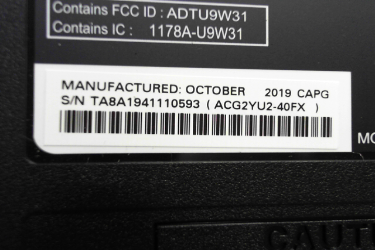 Contains FCC ID : ADTU9W31
Contains IC : 1178A-U9W31
MANUFACTURED: OCTOBER 2019 CAPG
S/N TA8A1941110593 ( ACG2YU2-40FX )